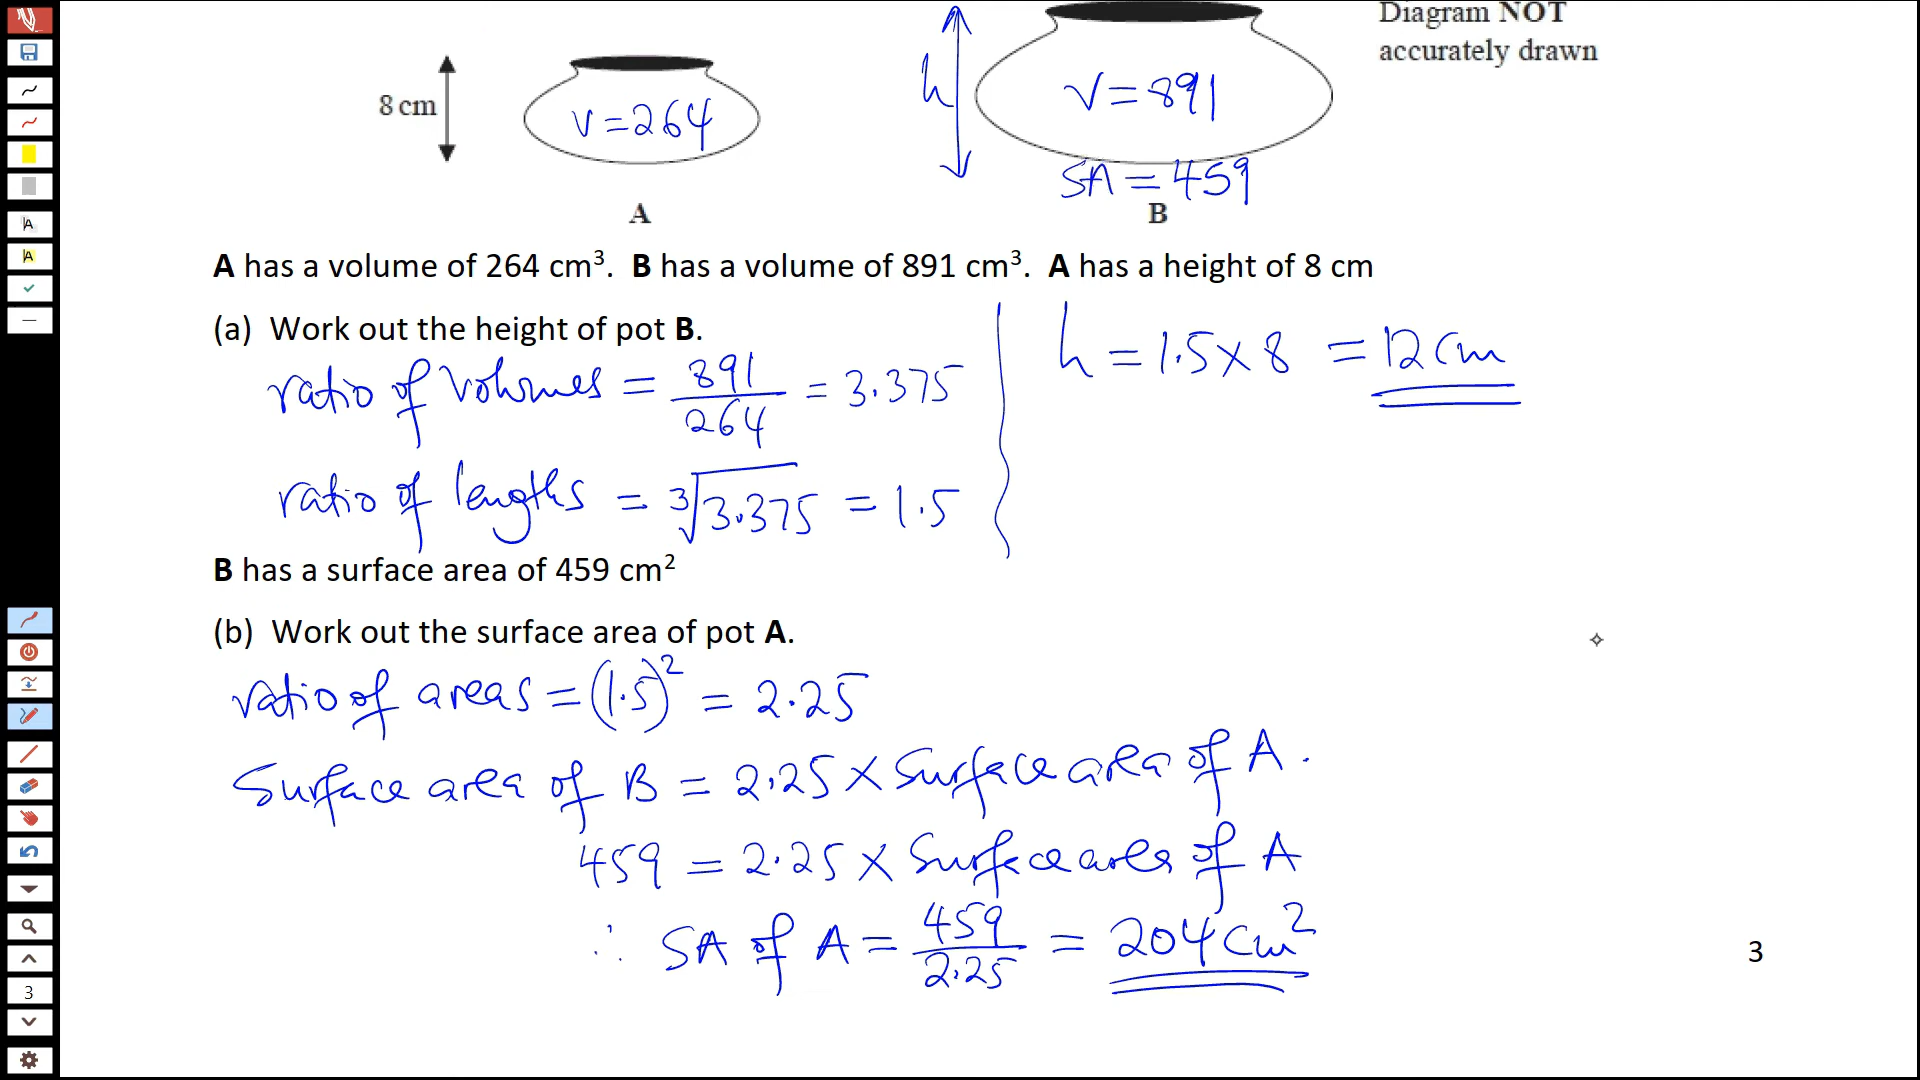 Diagram NOT
accurately drawn
8 cm
V = 264
h
V = 891
SA = 459
A
B
A has a volume of 264 cm³. B has a volume of 891 cm³. A has a height of 8 cm
(a) Work out the height of pot B.
ratio of volumes = 891/264 = 3.375
ratio of lengths = ∛3.375 = 1.5
h = 1.5 × 8 = 12 cm
B has a surface area of 459 cm²
(b) Work out the surface area of pot A.
ratio of areas = (1.5)² = 2.25
Surface area of B = 2.25 × Surface area of A.
459 = 2.25 × Surface area of A
∴ SA of A = 459/2.25 = 204 cm²
3
A
A
3